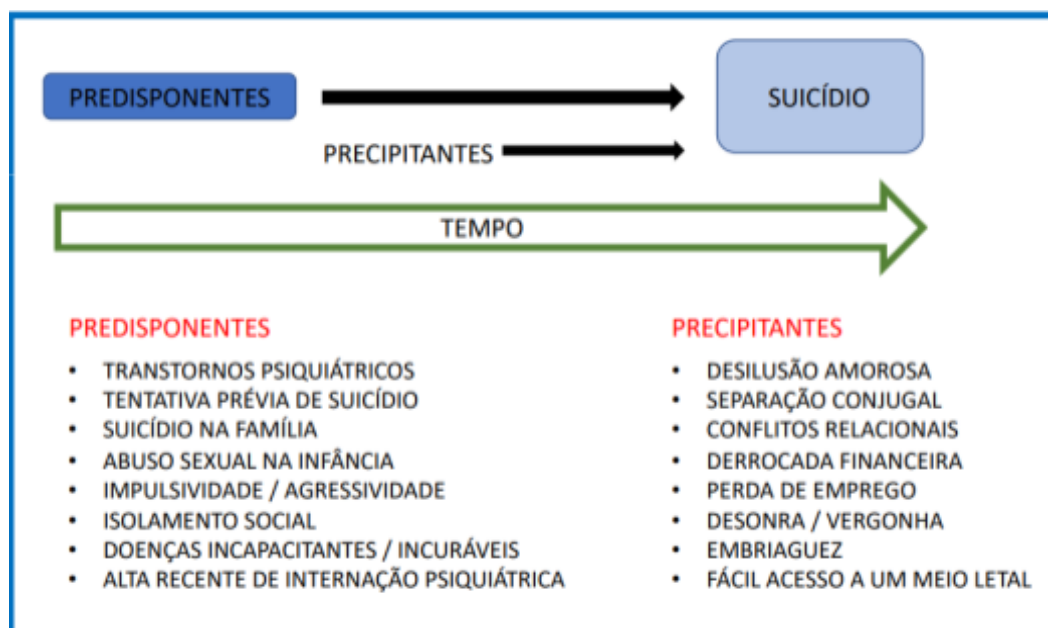 PREDISPONENTES
SUICÍDIO
PRECIPITANTES
TEMPO
PREDISPONENTES
• TRANSTORNOS PSIQUIÁTRICOS
• TENTATIVA PRÉVIA DE SUICÍDIO
• SUICÍDIO NA FAMÍLIA
• ABUSO SEXUAL NA INFÂNCIA
• IMPULSIVIDADE / AGRESSIVIDADE
• ISOLAMENTO SOCIAL
• DOENÇAS INCAPACITANTES / INCURÁVEIS
• ALTA RECENTE DE INTERNAÇÃO PSIQUIÁTRICA
PRECIPITANTES
• DESILUSÃO AMOROSA
• SEPARAÇÃO CONJUGAL
• CONFLITOS RELACIONAIS
• DERROCADA FINANCEIRA
• PERDA DE EMPREGO
• DESONRA / VERGONHA
• EMBRIAGUEZ
• FÁCIL ACESSO A UM MEIO LETAL